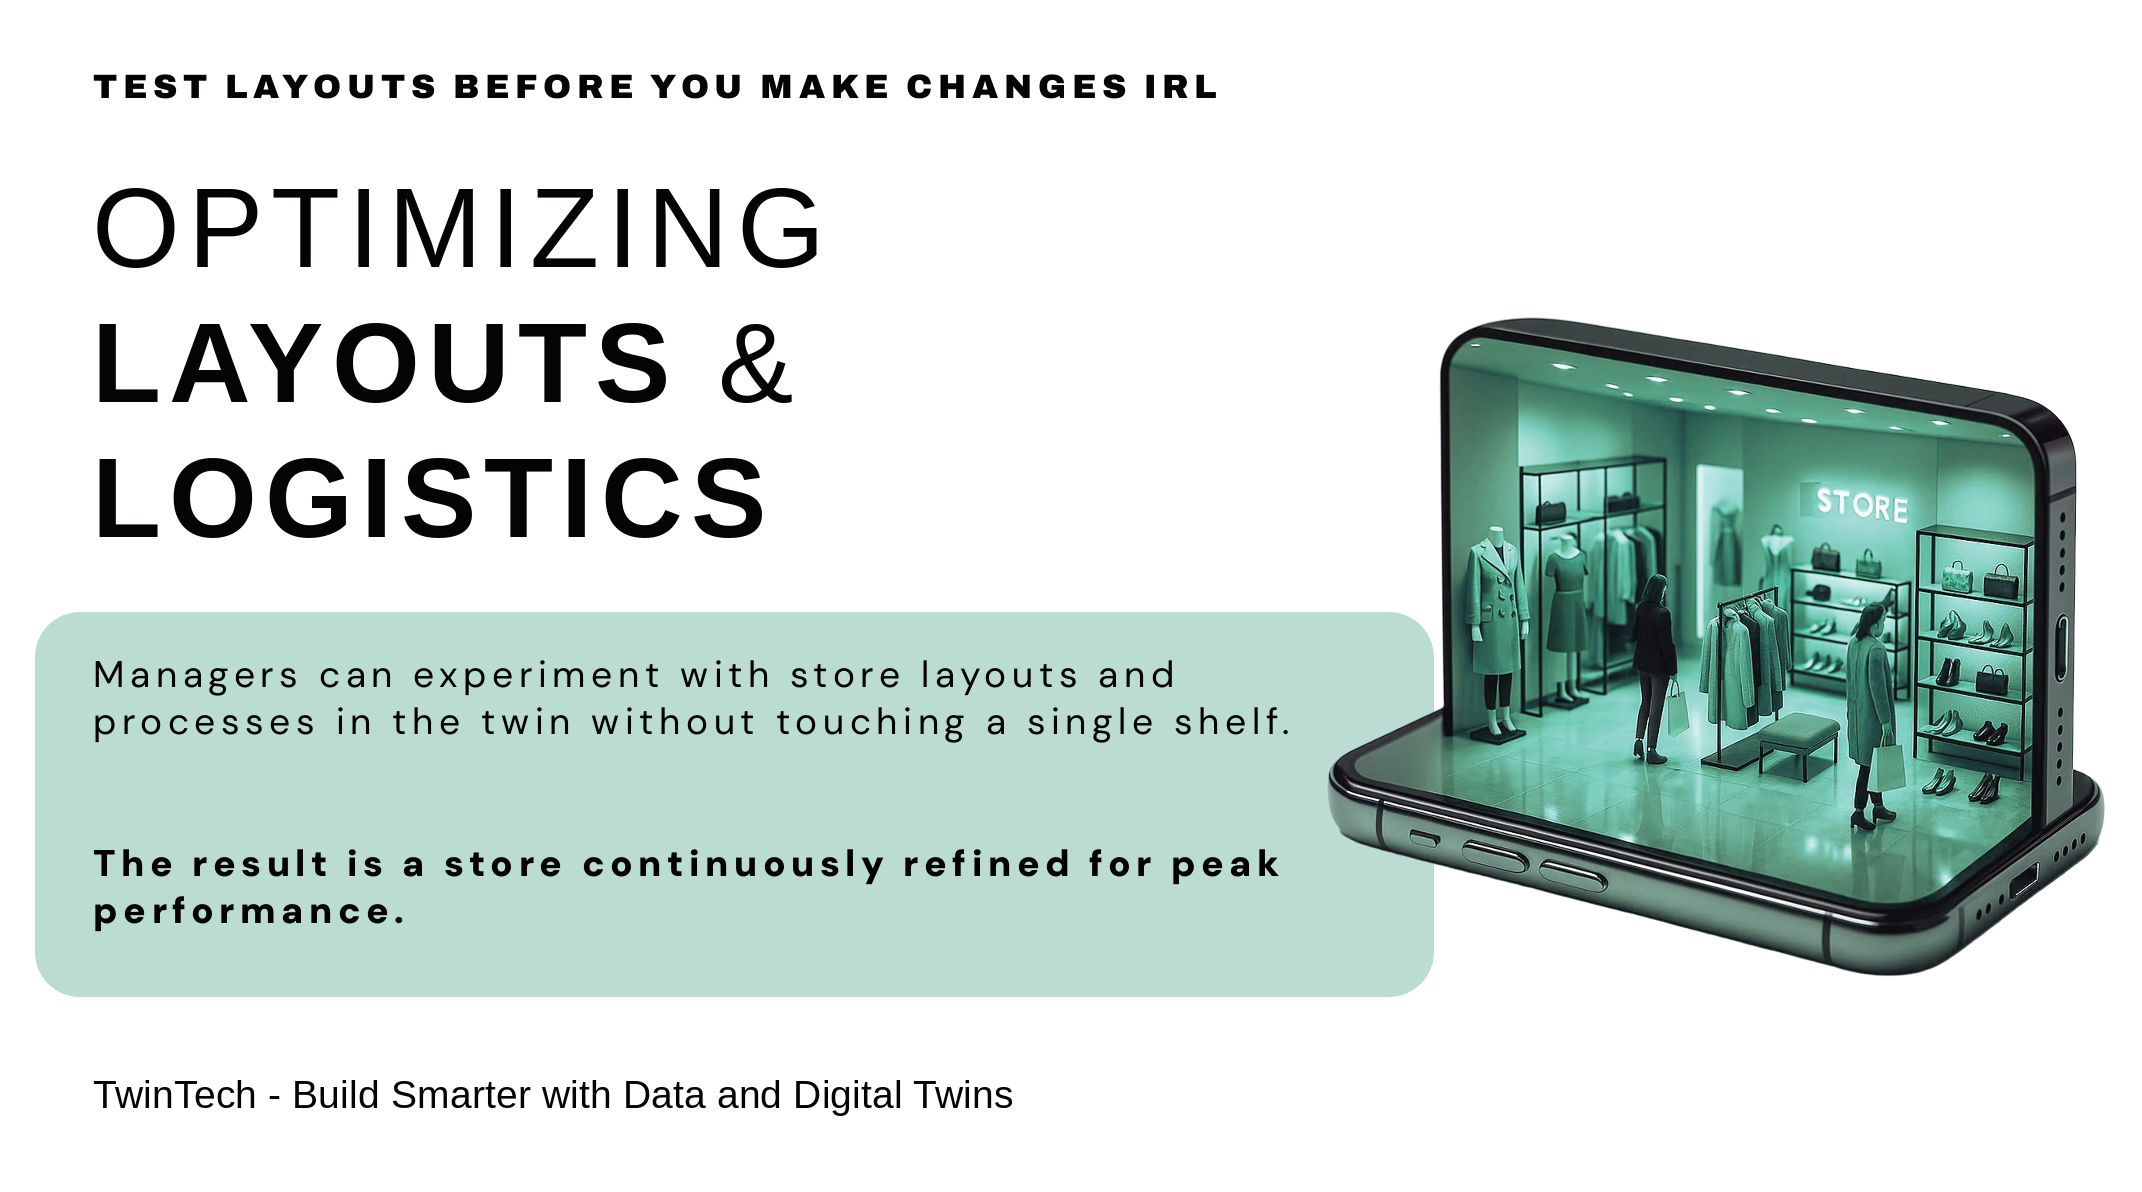 TEST LAYOUTS BEFORE YOU MAKE CHANGES IRL
OPTIMIZING
LAYOUTS &
LOGISTICS
STORE
Managers can experiment with store layouts and
processes in the twin without touching a single shelf.
The result is a store continuously refined for peak
performance.
TwinTech - Build Smarter with Data and Digital Twins